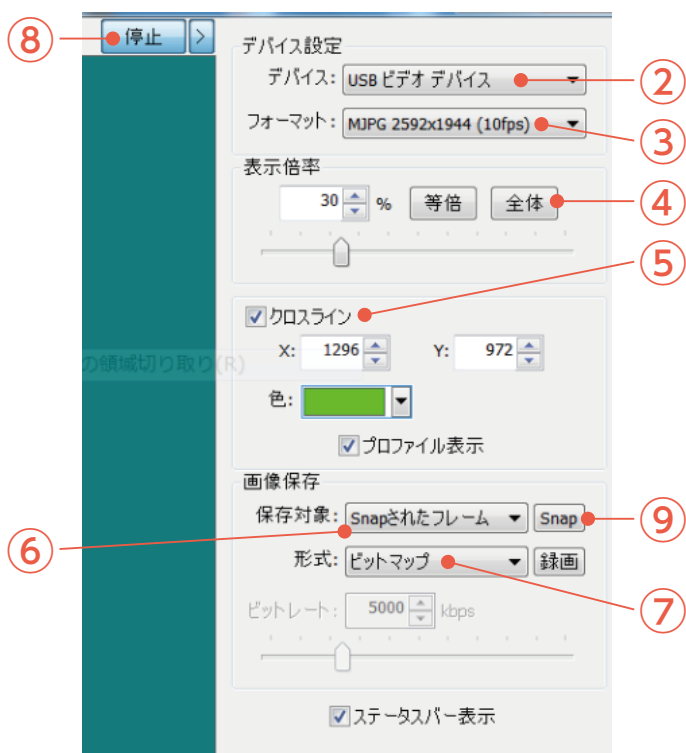 ⑧
停止
>
デバイス設定
デバイス: USB ビデオ デバイス
②
フォーマット: MJPG 2592x1944 (10fps)
③
表示倍率
30 % 等倍 全体
④
⑤
クロスライン
X: 1296 Y: 972
の領域切り取り(R)
色:
プロファイル表示
画像保存
保存対象: Snapされたフレーム Snap
⑨
⑥
形式: ビットマップ 録画
⑦
ビットレート: 5000 kbps
ステータスバー表示